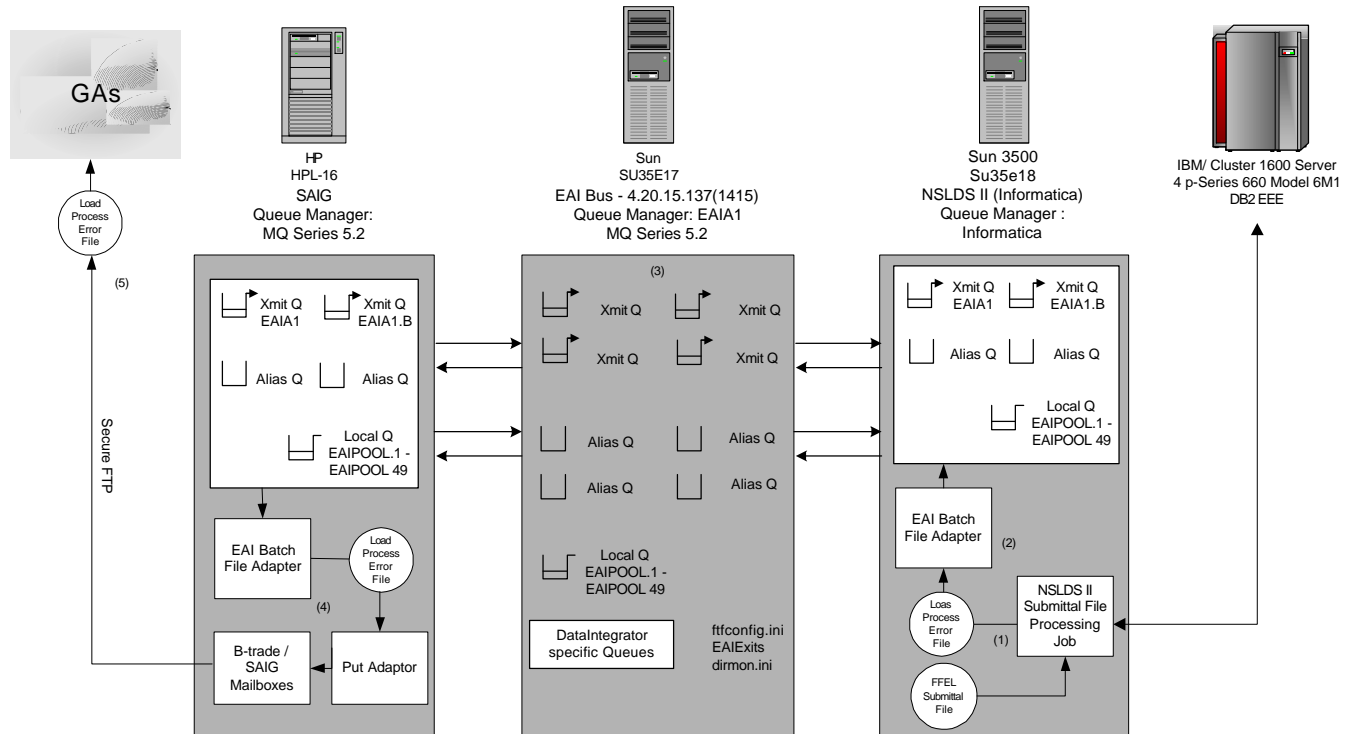 GAs
Load
Process
Error
File
(5)
Secure FTP
HP
HPL-16
SAIG
Queue Manager:
MQ Series 5.2
Xmit Q
EAIA1
Xmit Q
EAIA1.B
Alias Q
Alias Q
Local Q
EAIPOOL.1 -
EAIPOOL 49
EAI Batch
File Adapter
Load
Process
Error
File
(4)
B-trade /
SAIG
Mailboxes
Put Adaptor
Sun
SU35E17
EAI Bus - 4.20.15.137(1415)
Queue Manager: EAIA1
MQ Series 5.2
(3)
Xmit Q
Xmit Q
Xmit Q
Xmit Q
Alias Q
Alias Q
Alias Q
Alias Q
Local Q
EAIPOOL.1 -
EAIPOOL 49
DataIntegrator
specific Queues
ftfconfig.ini
EAIExits
dirmon.ini
Sun 3500
Su35e18
NSLDS II (Informatica)
Queue Manager :
Informatica
Xmit Q
EAIA1
Xmit Q
EAIA1.B
Alias Q
Alias Q
Local Q
EAIPOOL.1 -
EAIPOOL 49
EAI Batch
File Adapter
(2)
Loas
Process
Error
File
(1)
NSLDS II
Submittal File
Processing
Job
FFEL
Submittal
File
IBM/ Cluster 1600 Server
4 p-Series 660 Model 6M1
DB2 EEE